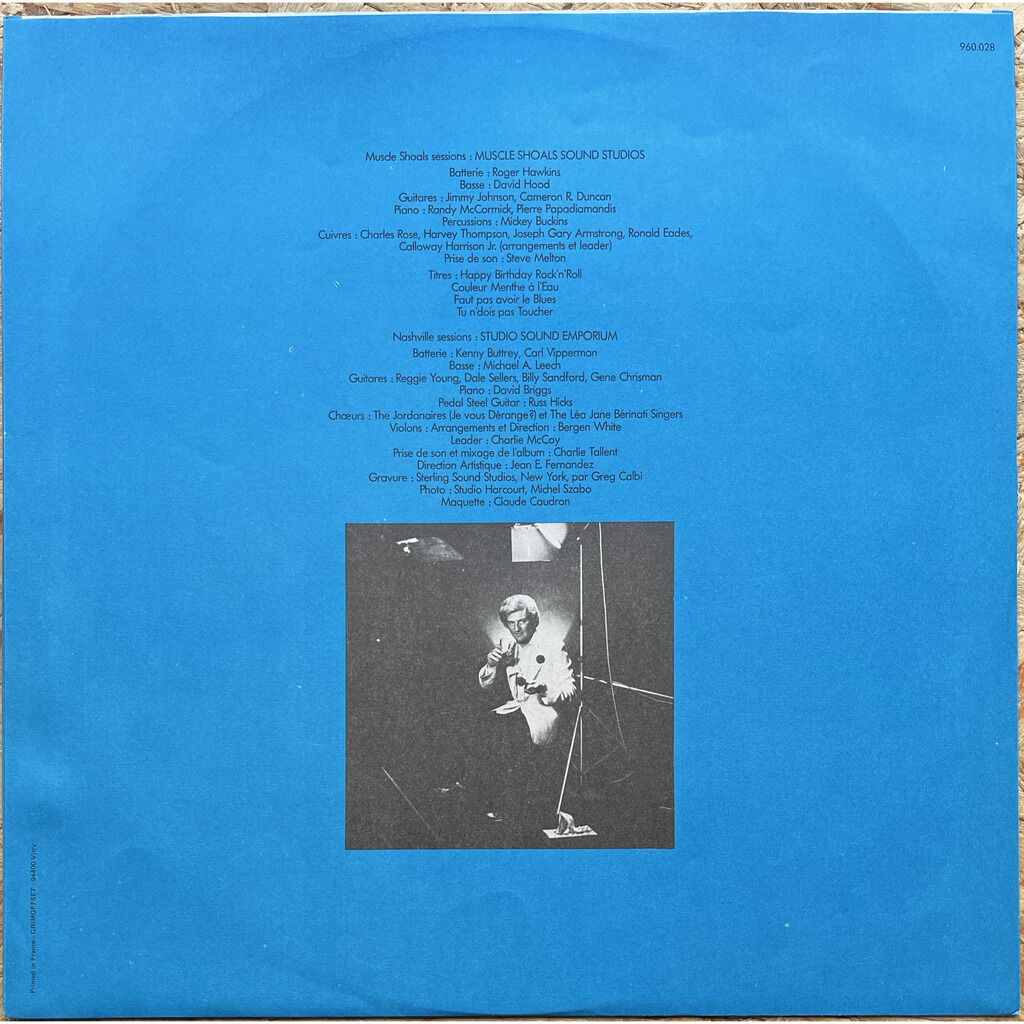 960.028
Muscle Shoals sessions : MUSCLE SHOALS SOUND STUDIOS
Batterie : Roger Hawkins
Basse : David Hood
Guitares : Jimmy Johnson, Cameron R. Duncan
Piano : Randy McCormick, Pierre Papadiamandis
Percussions : Mickey Buckins
Cuivres : Charles Rose, Harvey Thompson, Joseph Gary Armstrong, Ronald Eades,
Calloway Harrison Jr. (arrangements et leader)
Prise de son : Steve Melton
Titres : Happy Birthday Rock'n'Roll
Couleur Menthe à l'Eau
Faut pas avoir le Blues
Tu n'dois pas Toucher
Nashville sessions : STUDIO SOUND EMPORIUM
Batterie : Kenny Buttrey, Carl Vipperman
Basse : Michael A. Leech
Guitares : Reggie Young, Dale Sellers, Billy Sandford, Gene Chrisman
Piano : David Briggs
Pedal Steel Guitar : Russ Hicks
Chœurs : The Jordanaires (Je vous Dérange?) et The Léa Jane Bérinati Singers
Violons : Arrangements et Direction : Bergen White
Leader : Charlie McCoy
Prise de son et mixage de l'album : Charlie Tallent
Direction Artistique : Jean E. Fernandez
Gravure : Sterling Sound Studios, New York, par Greg Calbi
Photo : Studio Harcourt, Michel Szabo
Maquette : Claude Caudron
Printed in France - GRIMOFFSET - 94400 Vitry